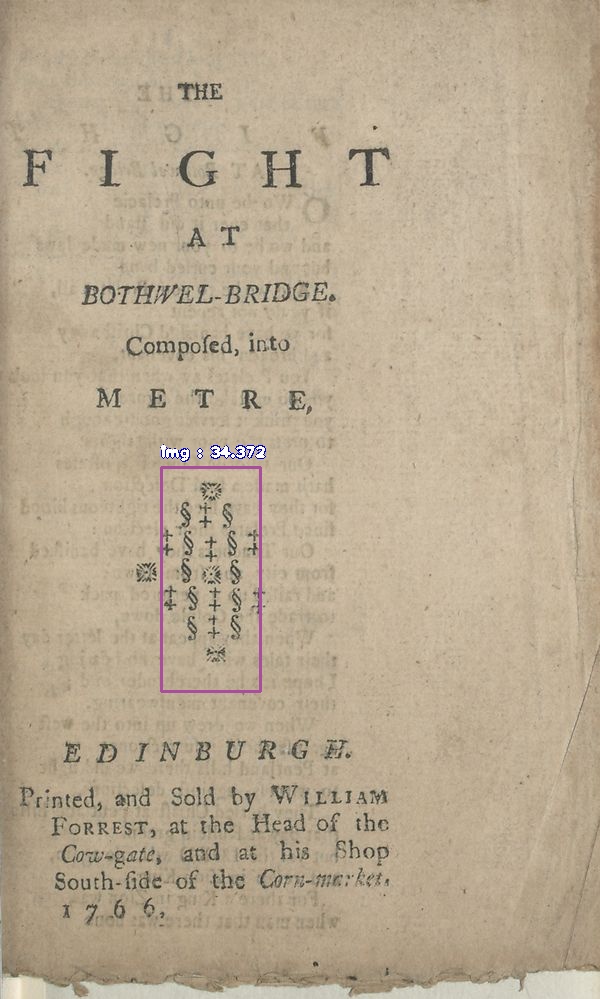 THE
FIGHT
AT
BOTHWEL-BRIDGE.
Compoſed, into
METRE,
img : 34.372
EDINBURGH.
Printed, and Sold by WILLIAM
FORREST, at the Head of the
Cow-gate, and at his Shop
South-ſide of the Corn-market.
1766,